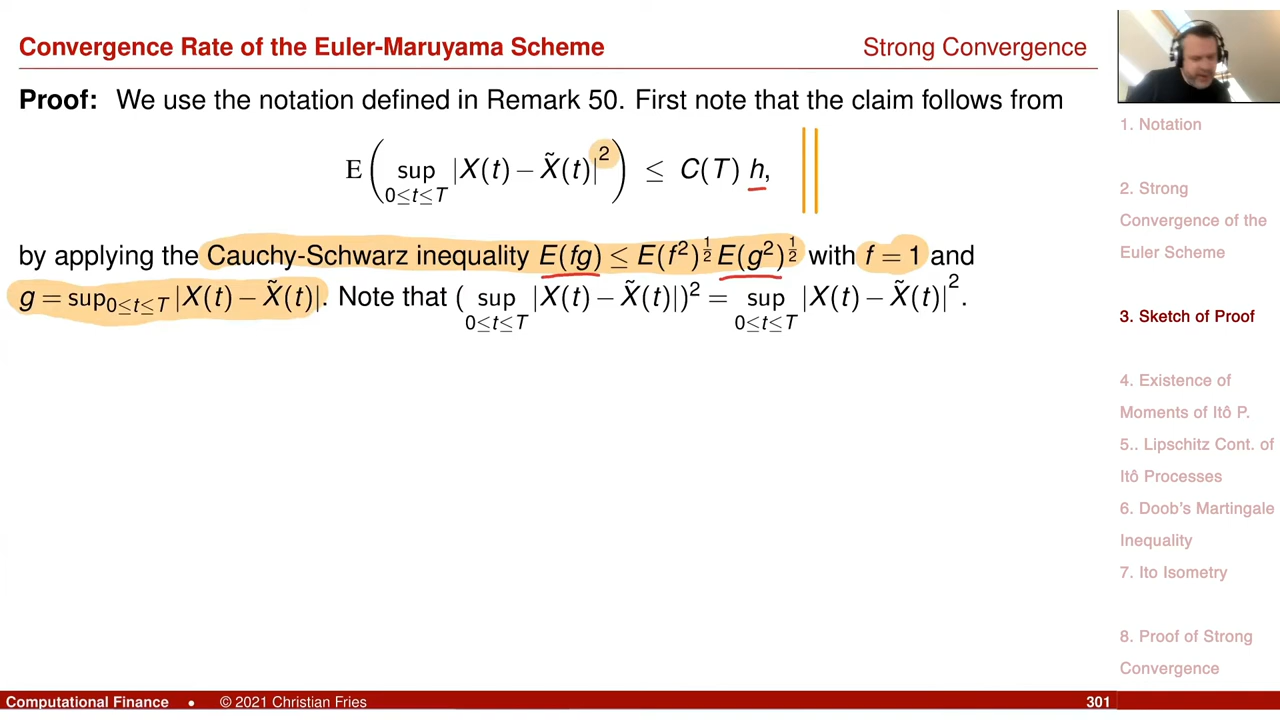 Convergence Rate of the Euler-Maruyama Scheme Strong Convergence
Proof: We use the notation defined in Remark 50. First note that the claim follows from
E( sup_{0≤t≤T} |X(t) − X̃(t)|² ) ≤ C(T) h,
by applying the Cauchy-Schwarz inequality E(fg) ≤ E(f²)^{1/2} E(g²)^{1/2} with f = 1 and
g = sup_{0≤t≤T} |X(t) − X̃(t)|. Note that ( sup_{0≤t≤T} |X(t) − X̃(t)|)² = sup_{0≤t≤T} |X(t) − X̃(t)|².
1. Notation
2. Strong
Convergence of the
Euler Scheme
3. Sketch of Proof
4. Existence of
Moments of Itô P.
5.. Lipschitz Cont. of
Itô Processes
6. Doob's Martingale
Inequality
7. Ito Isometry
8. Proof of Strong
Convergence
Computational Finance • © 2021 Christian Fries 301